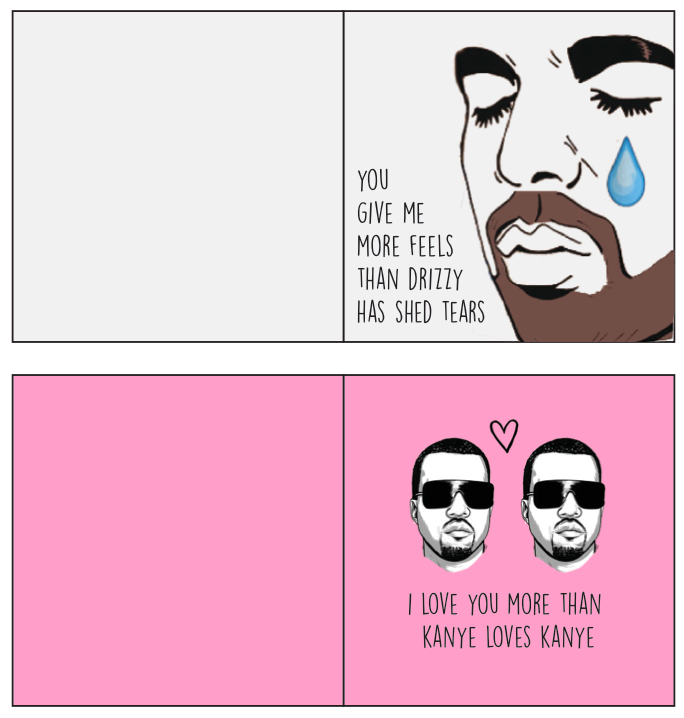 YOU
GIVE ME
MORE FEELS
THAN DRIZZY
HAS SHED TEARS
I LOVE YOU MORE THAN
KANYE LOVES KANYE